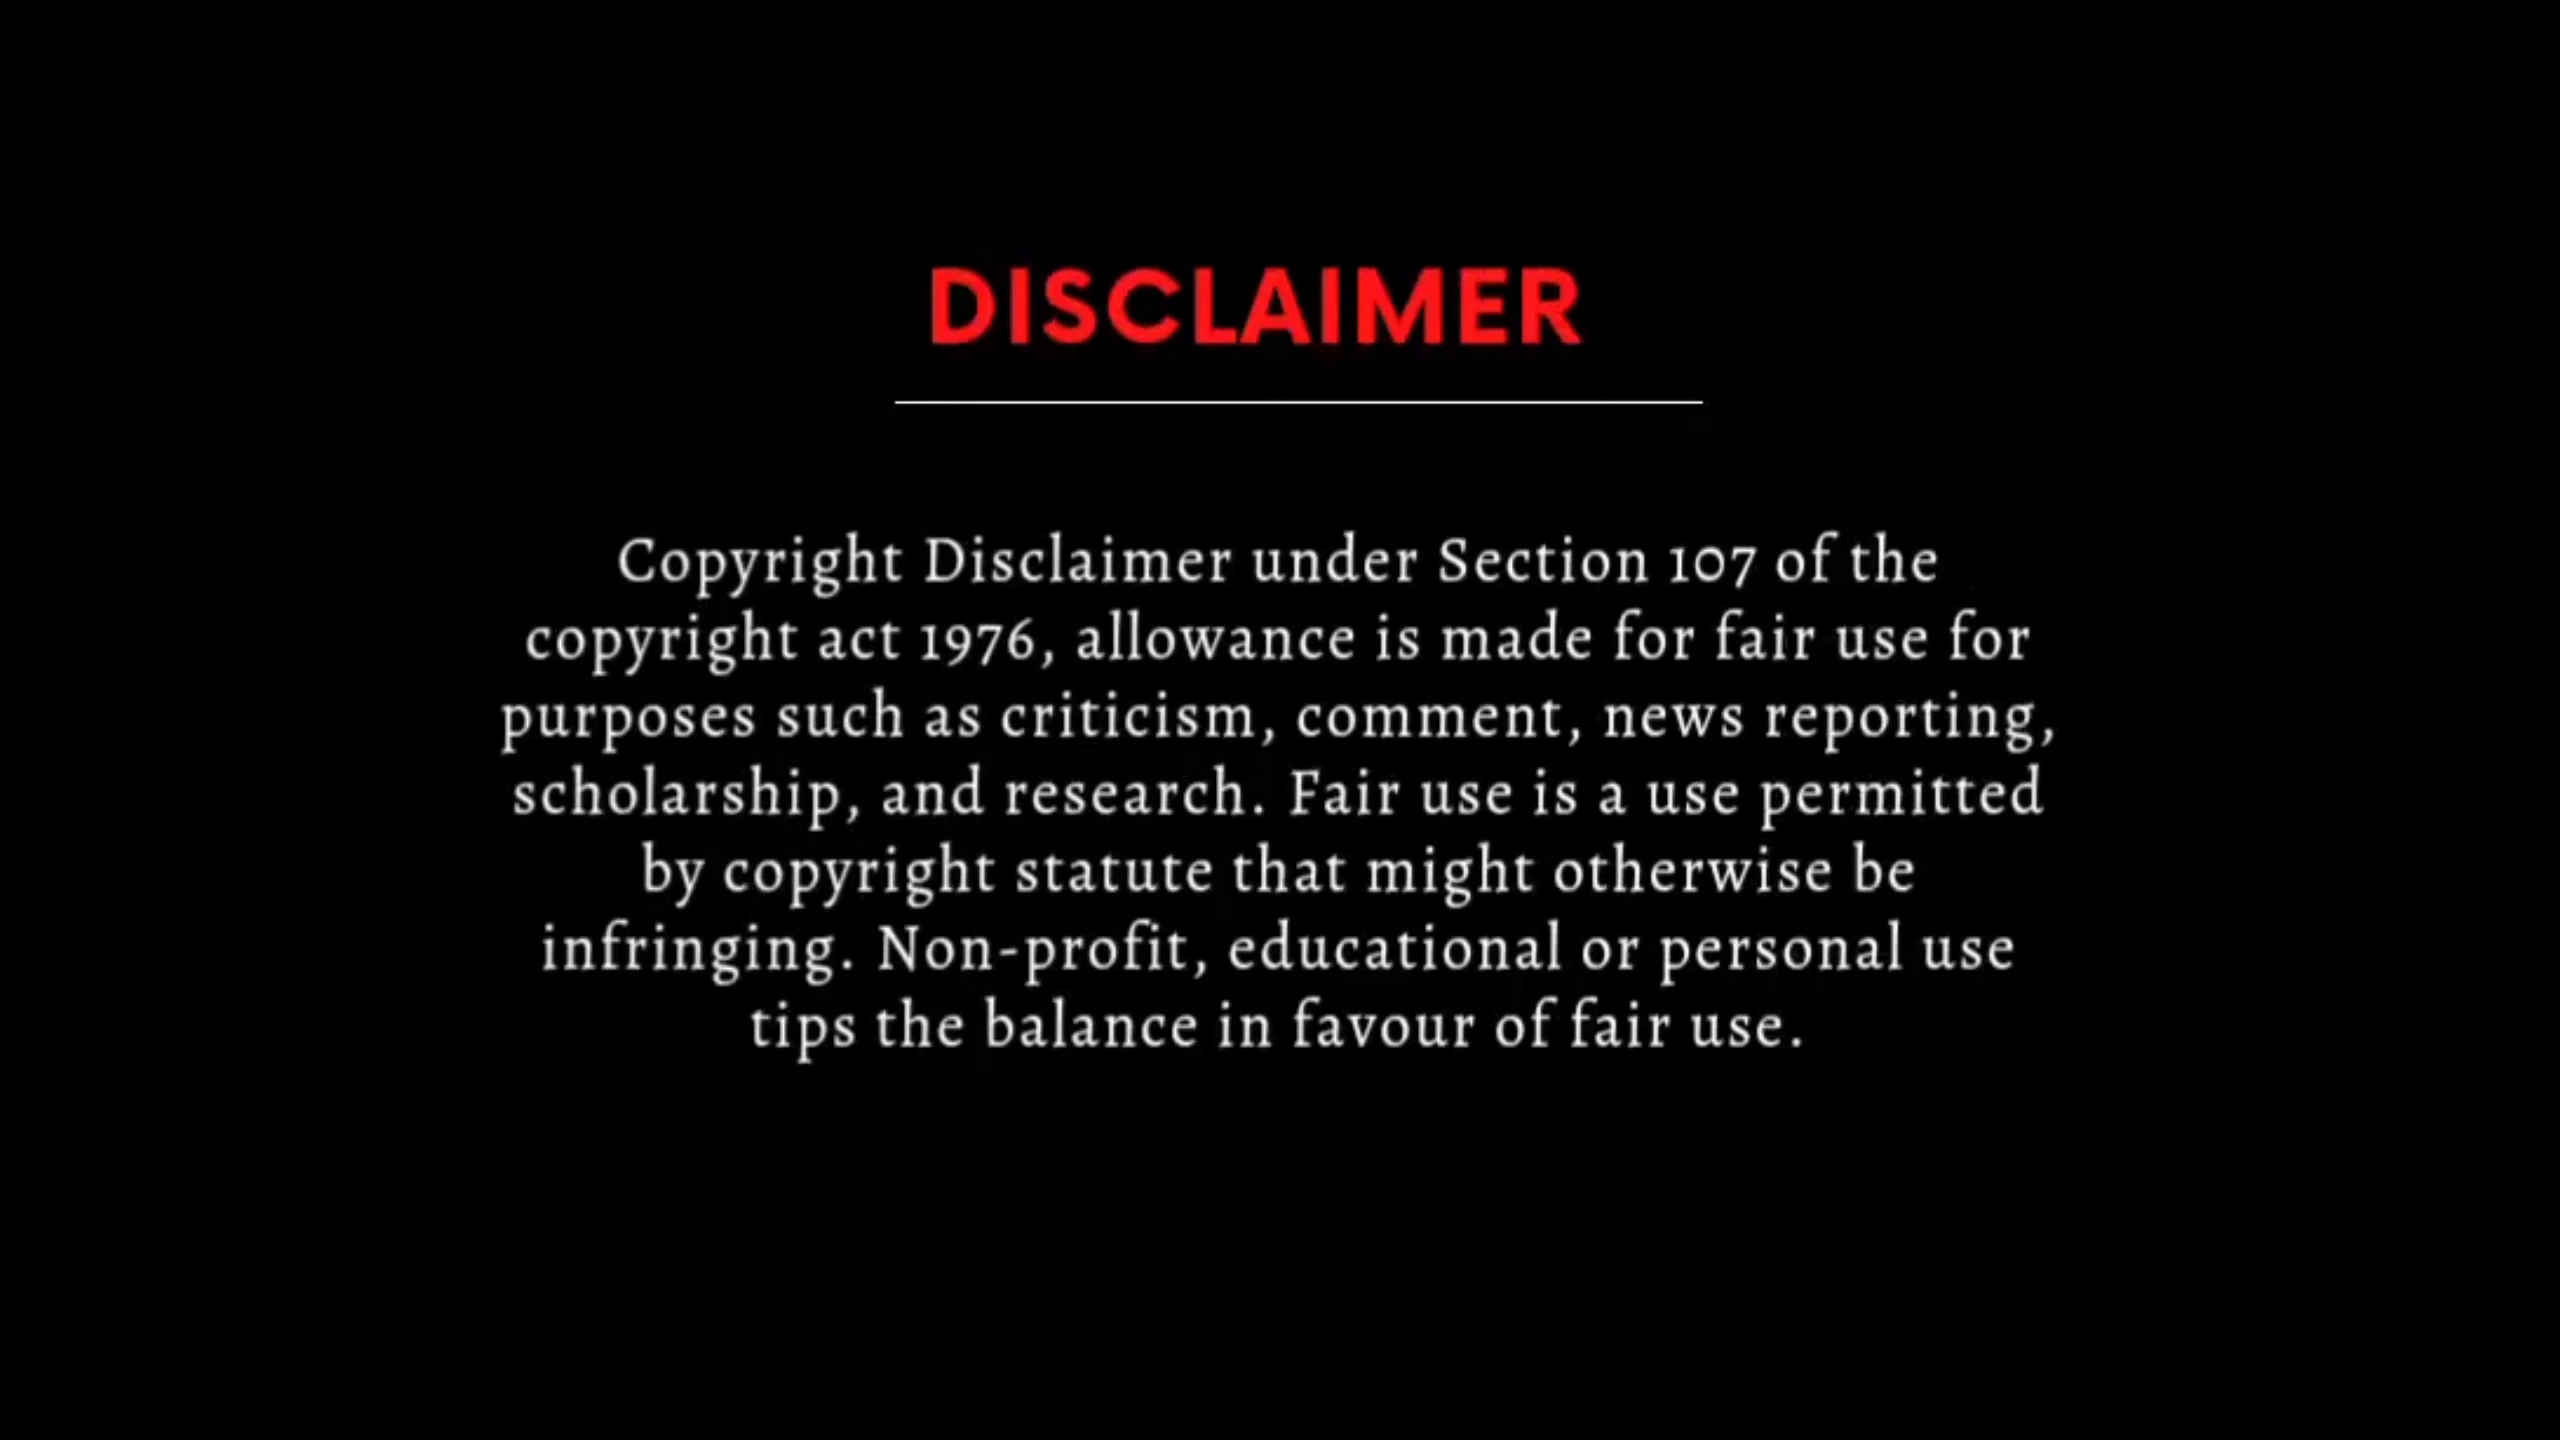 DISCLAIMER
Copyright Disclaimer under Section 107 of the
copyright act 1976, allowance is made for fair use for
purposes such as criticism, comment, news reporting,
scholarship, and research. Fair use is a use permitted
by copyright statute that might otherwise be
infringing. Non-profit, educational or personal use
tips the balance in favour of fair use.